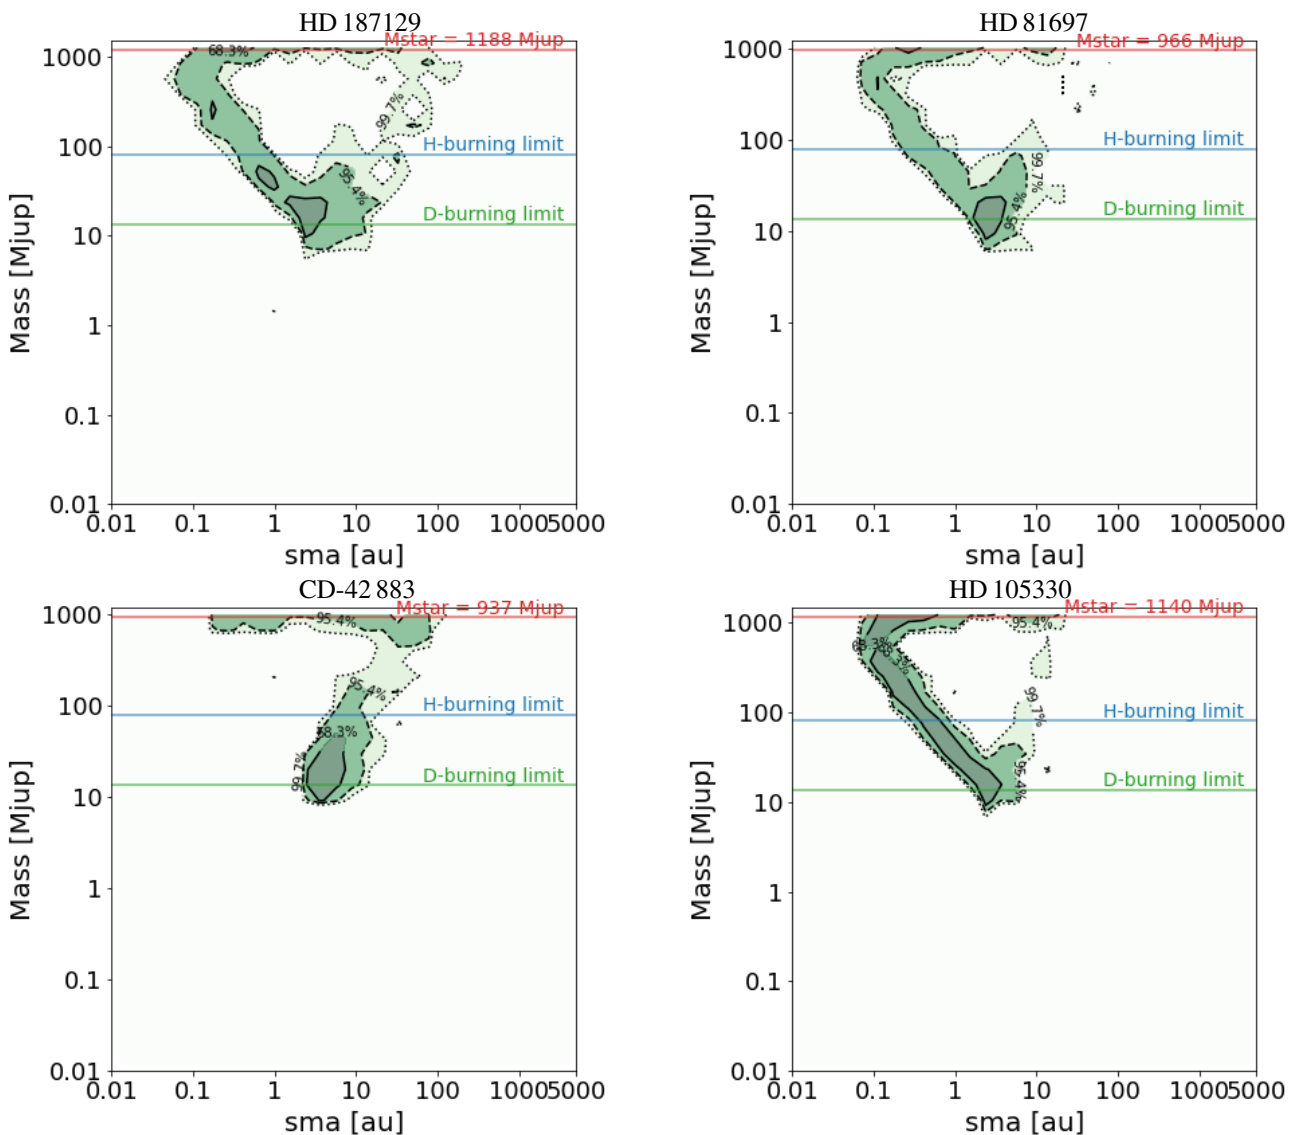 HD 187129
Mstar = 1188 Mjup
68.3%
99.7%
95.4%
H-burning limit
D-burning limit
Mass [Mjup]
1000
100
10
1
0.1
0.01
0.01 0.1 1 10 100 1000 5000
sma [au]
HD 81697
Mstar = 966 Mjup
99.7%
95.4%
H-burning limit
D-burning limit
Mass [Mjup]
1000
100
10
1
0.1
0.01
0.01 0.1 1 10 100 1000 5000
sma [au]
CD-42 883
Mstar = 937 Mjup
95.4%
95.4%
68.3%
99.7%
H-burning limit
D-burning limit
Mass [Mjup]
1000
100
10
1
0.1
0.01
0.01 0.1 1 10 100 1000 5000
sma [au]
HD 105330
Mstar = 1140 Mjup
95.4%
68.3%
68.3%
99.7%
95.4%
H-burning limit
D-burning limit
Mass [Mjup]
1000
100
10
1
0.1
0.01
0.01 0.1 1 10 100 1000 5000
sma [au]